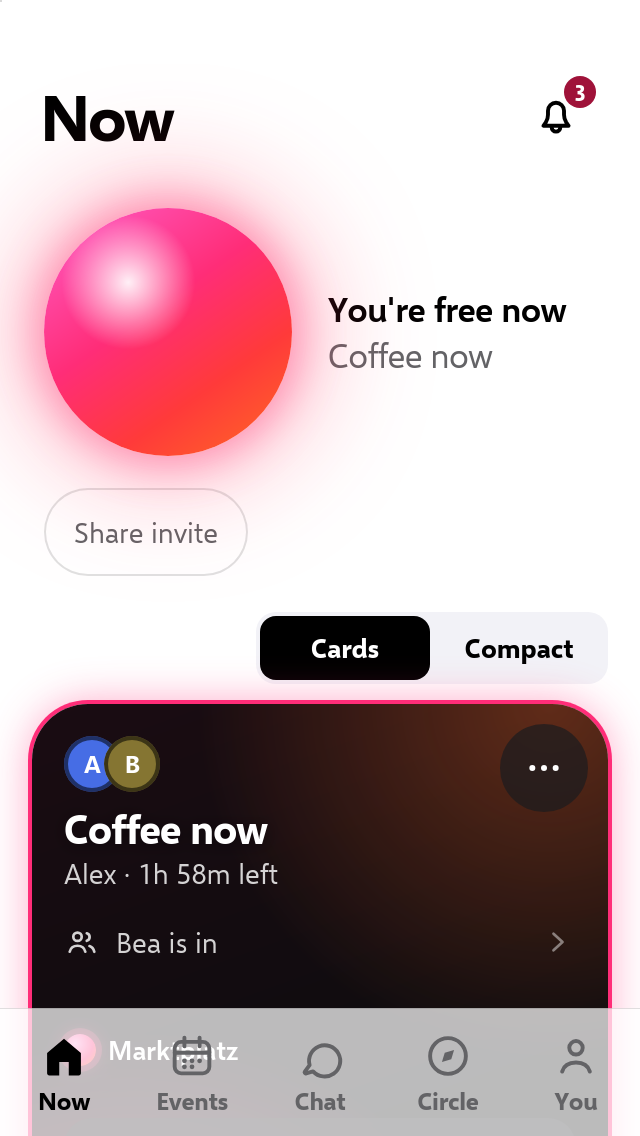 Now
3
You're free now
Coffee now
Share invite
Cards
Compact
A
B
Coffee now
Alex · 1h 58m left
Bea is in
Marktplatz
Now
Events
Chat
Circle
You